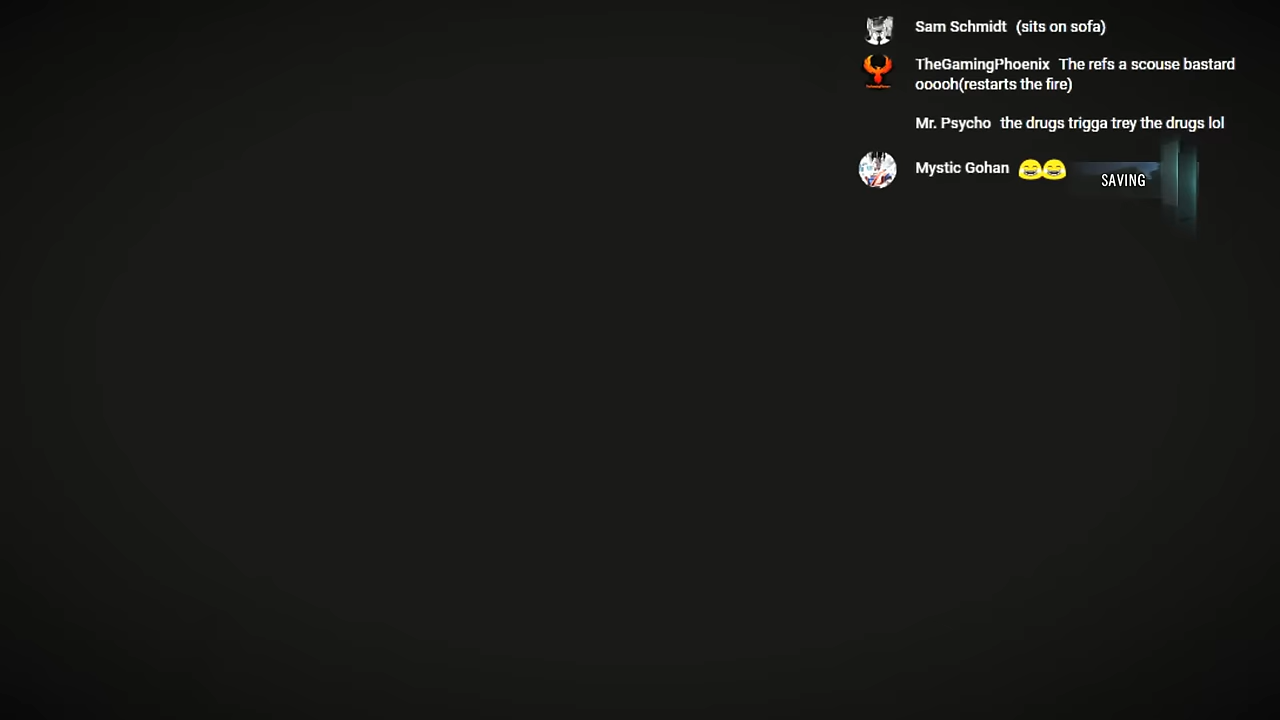 Sam Schmidt (sits on sofa)
TheGamingPhoenix The refs a scouse bastard
ooooh(restarts the fire)
Mr. Psycho the drugs trigga trey the drugs lol
Mystic Gohan 😂😂
SAVING